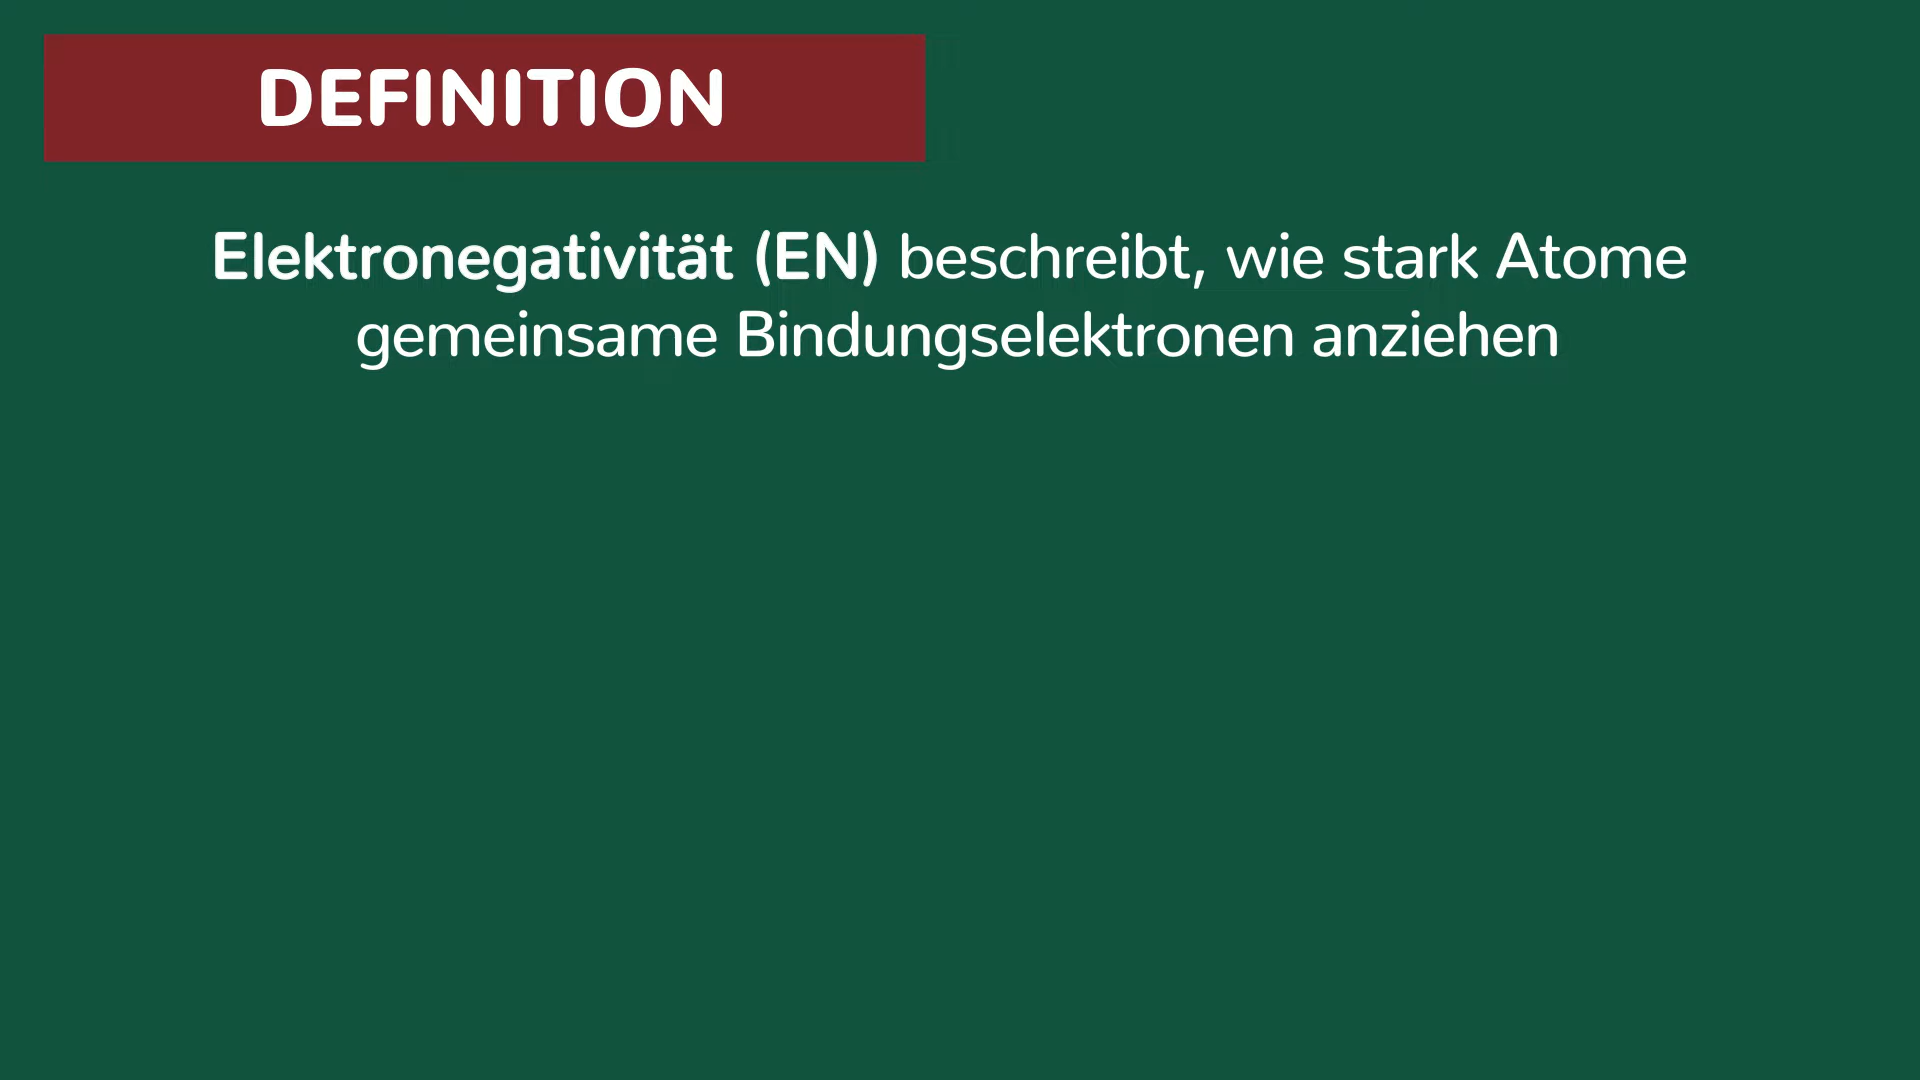 DEFINITION
Elektronegativität (EN) beschreibt, wie stark Atome
gemeinsame Bindungselektronen anziehen